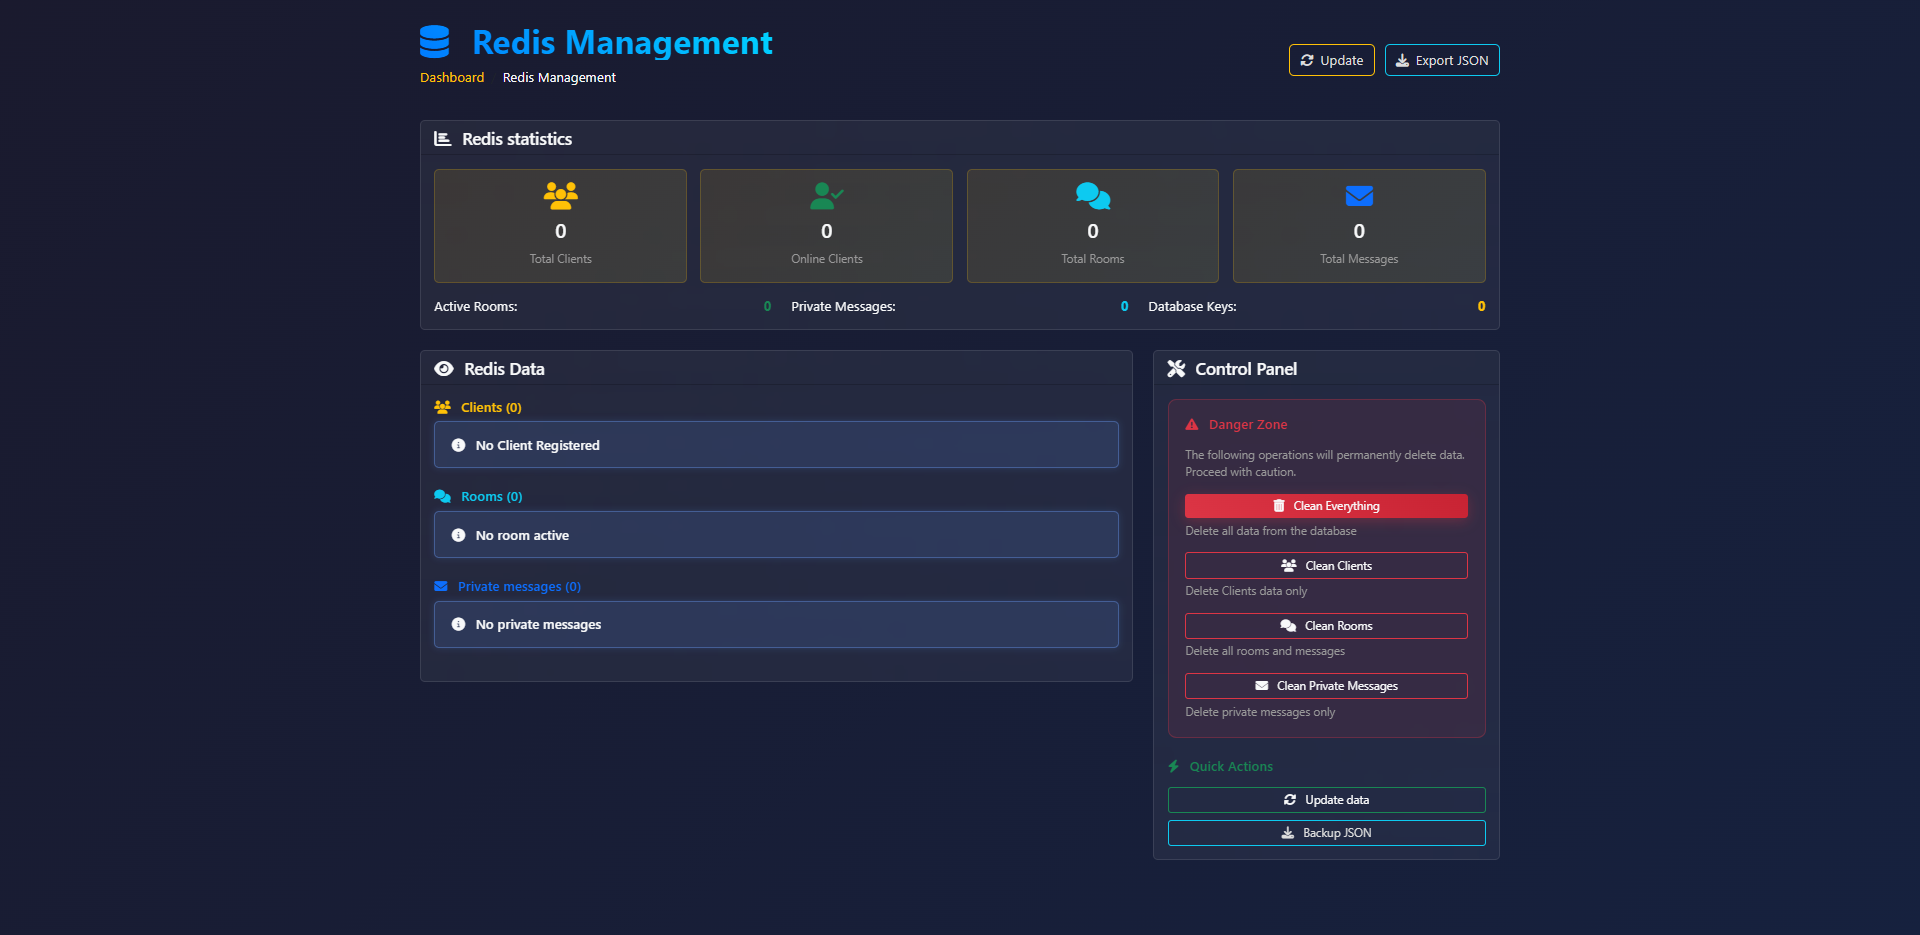 Redis Management
Dashboard Redis Management
Update Export JSON
Redis statistics
0 0 0 0
Total Clients Online Clients Total Rooms Total Messages
Active Rooms: 0 Private Messages: 0 Database Keys: 0
Redis Data
Clients (0)
No Client Registered
Rooms (0)
No room active
Private messages (0)
No private messages
Control Panel
Danger Zone
The following operations will permanently delete data.
Proceed with caution.
Clean Everything
Delete all data from the database
Clean Clients
Delete Clients data only
Clean Rooms
Delete all rooms and messages
Clean Private Messages
Delete private messages only
Quick Actions
Update data
Backup JSON